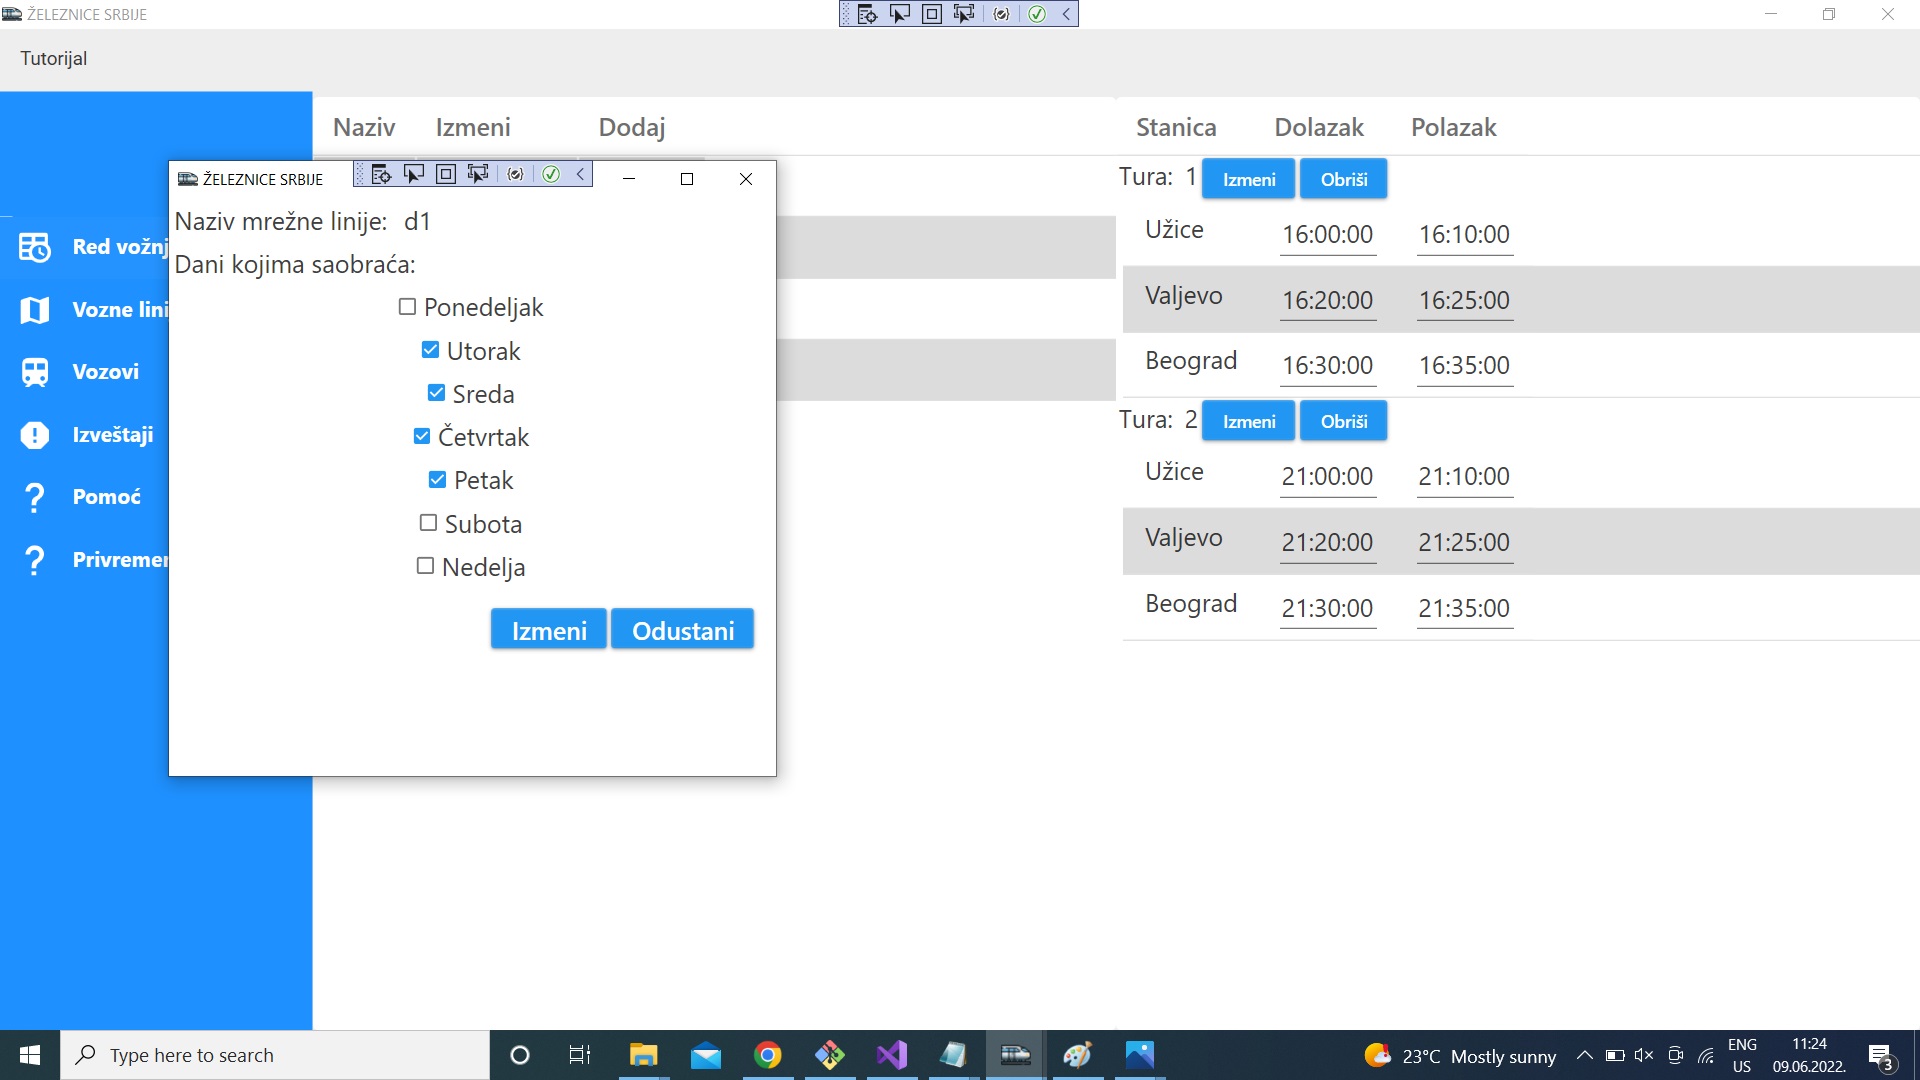 ŽELEZNICE SRBIJE
Tutorijal
Naziv Izmeni Dodaj
Stanica Dolazak Polazak
ŽELEZNICE SRBIJE
Naziv mrežne linije: d1
Dani kojima saobraća:
Ponedeljak
Utorak
Sreda
Četvrtak
Petak
Subota
Nedelja
Izmeni Odustani
Red vožnj
Vozne lini
Vozovi
Izveštaji
Pomoć
Privremen
Tura: 1 Izmeni Obriši
Užice 16:00:00 16:10:00
Valjevo 16:20:00 16:25:00
Beograd 16:30:00 16:35:00
Tura: 2 Izmeni Obriši
Užice 21:00:00 21:10:00
Valjevo 21:20:00 21:25:00
Beograd 21:30:00 21:35:00
Type here to search
23°C Mostly sunny
ENG
US
11:24
09.06.2022.
3